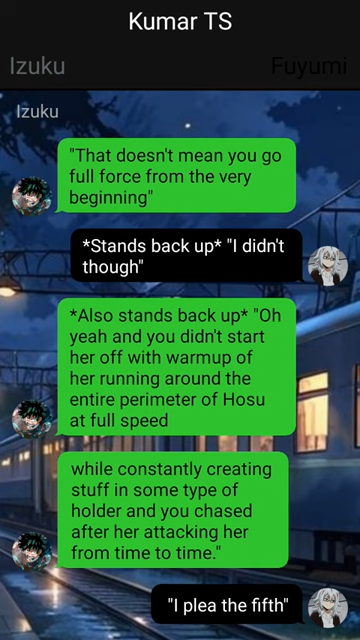 Kumar TS
Izuku
Fuyumi
Izuku
"That doesn't mean you go
full force from the very
beginning"
*Stands back up* "I didn't
though"
*Also stands back up* "Oh
yeah and you didn't start
her off with warmup of
her running around the
entire perimeter of Hosu
at full speed
while constantly creating
stuff in some type of
holder and you chased
after her attacking her
from time to time."
"I plea the fifth"